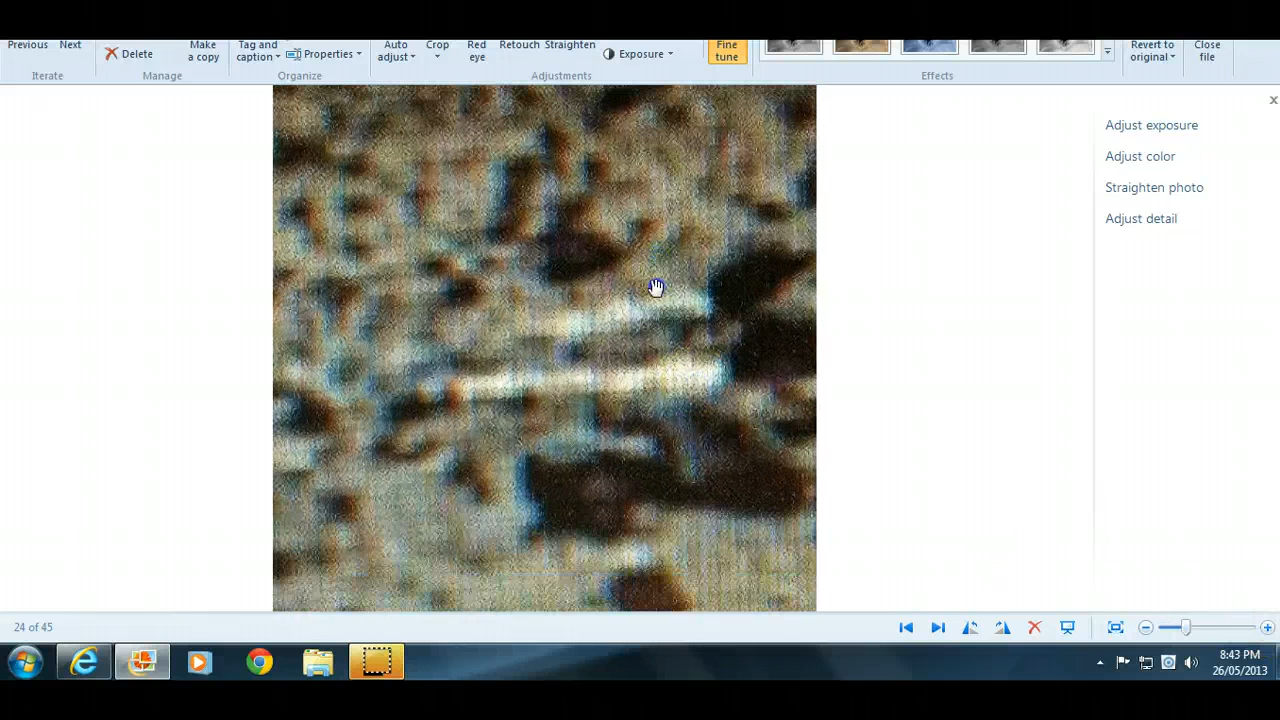 Previous Next Delete Make a copy Tag and caption Properties Auto adjust Crop Red eye Retouch Straighten Exposure Fine tune Revert to original Close file
Iterate Manage Organize Adjustments Effects
Adjust exposure
Adjust color
Straighten photo
Adjust detail
24 of 45
8:43 PM
26/05/2013